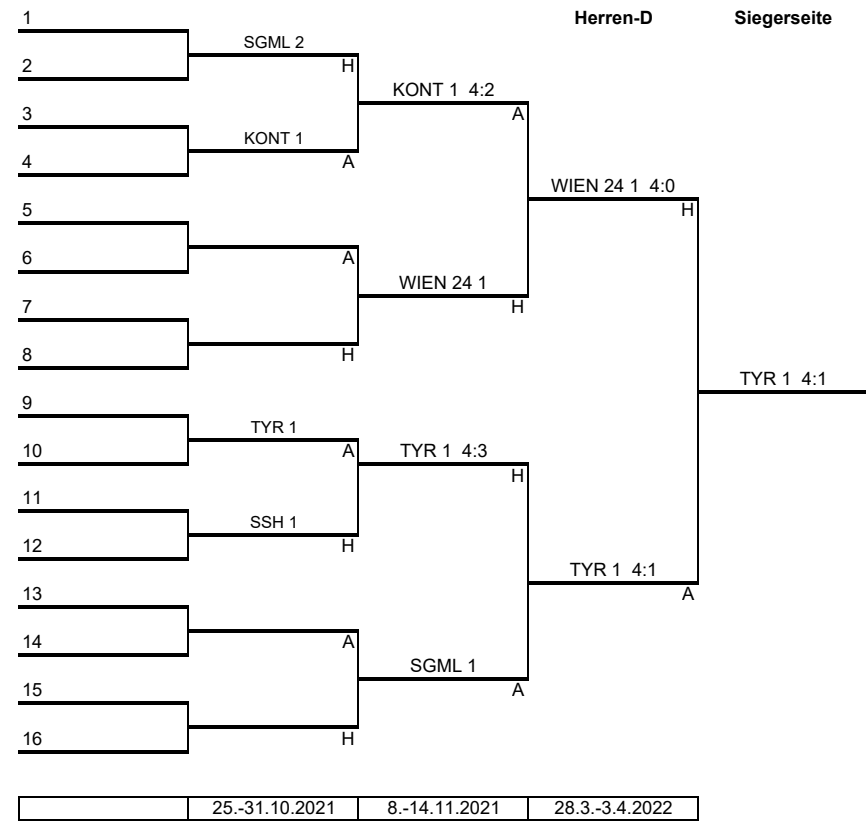 1 Herren-D Siegerseite
SGML 2
2 H
KONT 1 4:2
3 A
KONT 1
4 A
WIEN 24 1 4:0
5 H
6 A
WIEN 24 1
7 H
8 H
TYR 1 4:1
9
TYR 1
10 A TYR 1 4:3
H
11
SSH 1
12 H
TYR 1 4:1
13 A
14 A
SGML 1
15 A
16 H
25.-31.10.2021 8.-14.11.2021 28.3.-3.4.2022